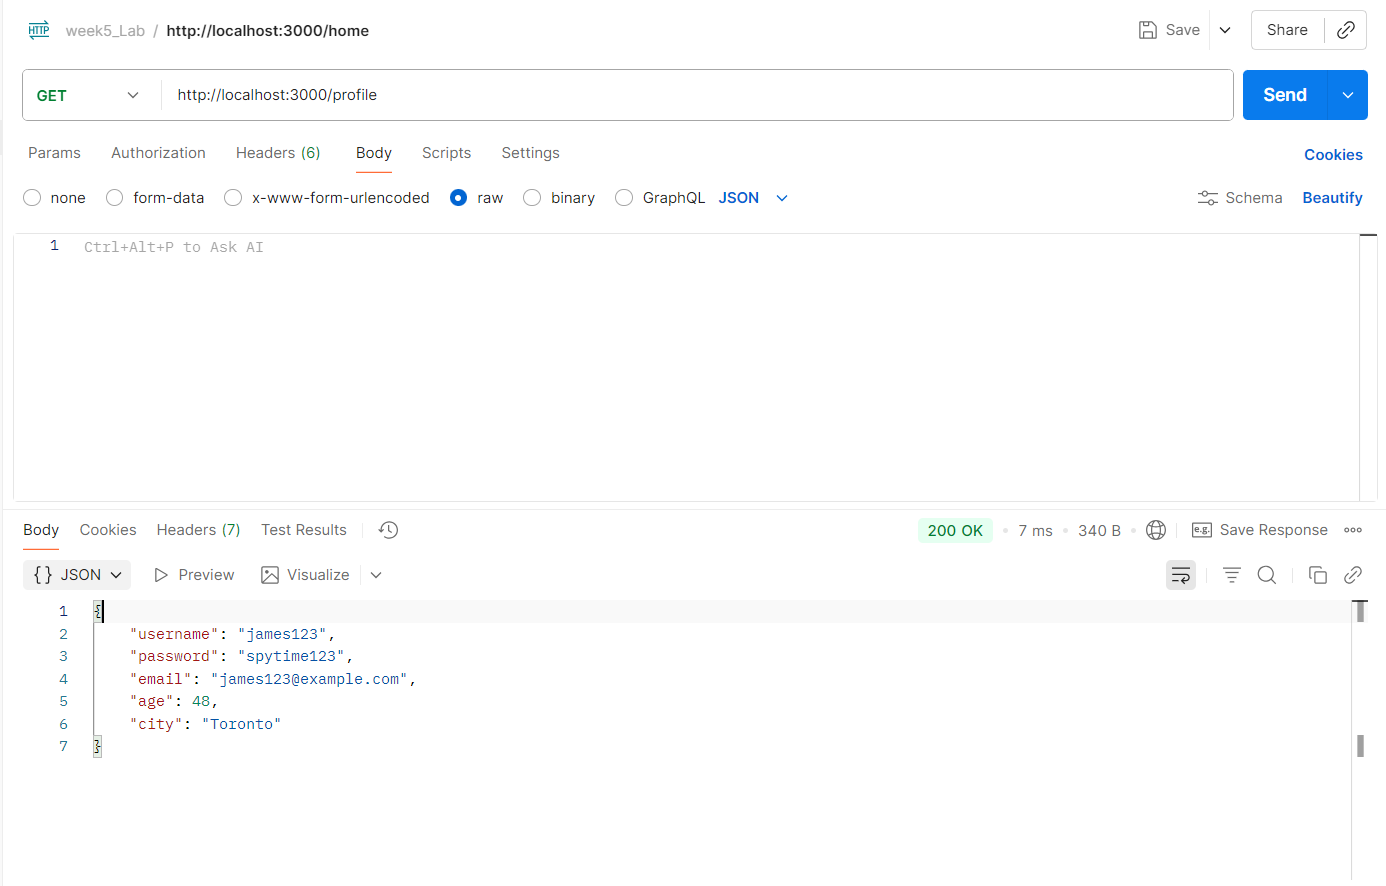 HTTP week5_Lab / http://localhost:3000/home Save Share
GET http://localhost:3000/profile Send
Params Authorization Headers (6) Body Scripts Settings Cookies
none form-data x-www-form-urlencoded raw binary GraphQL JSON Schema Beautify
1 Ctrl+Alt+P to Ask AI
Body Cookies Headers (7) Test Results 200 OK • 7 ms • 340 B • e.g. Save Response
{} JSON Preview Visualize
1 {
2 "username": "james123",
3 "password": "spytime123",
4 "email": "james123@example.com",
5 "age": 48,
6 "city": "Toronto"
7 }